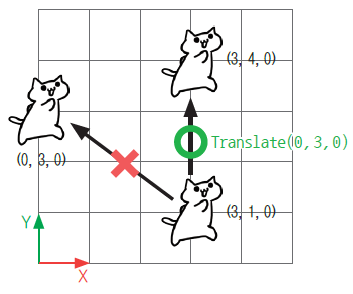 (3, 4, 0)
Translate(0, 3, 0)
(0, 3, 0)
(3, 1, 0)
Y
X